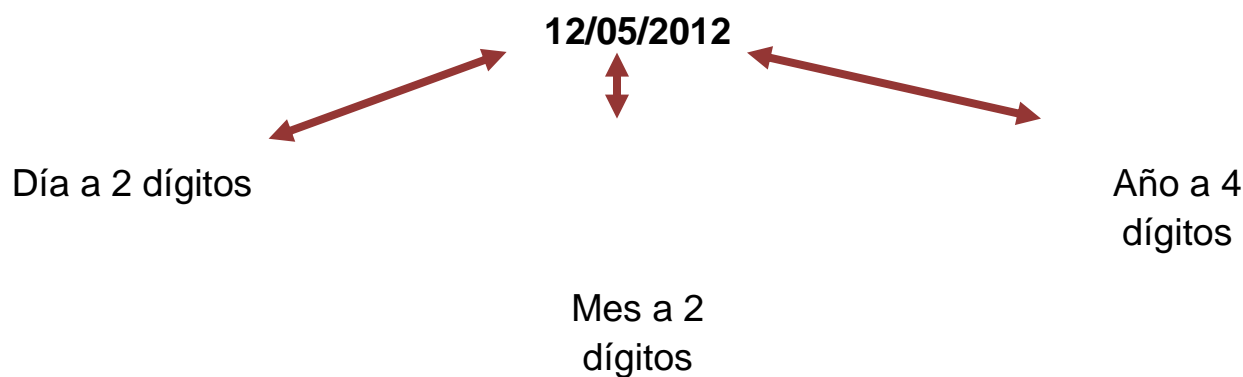 12/05/2012
Día a 2 dígitos
Año a 4
dígitos
Mes a 2
dígitos